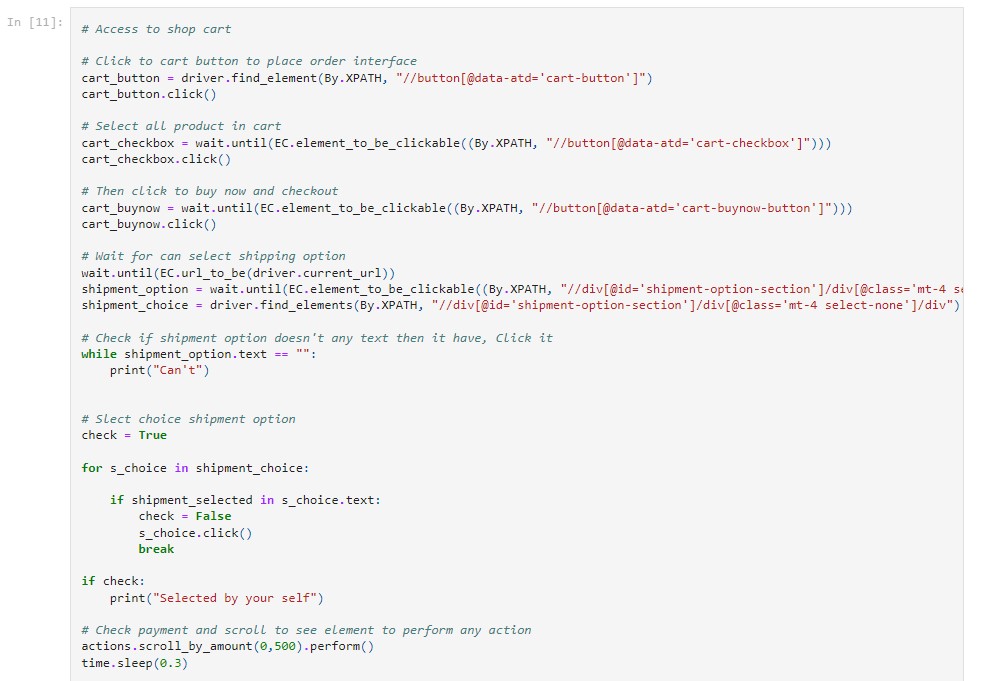 In [11]:
# Access to shop cart
# Click to cart button to place order interface
cart_button = driver.find_element(By.XPATH, "//button[@data-atd='cart-button']")
cart_button.click()
# Select all product in cart
cart_checkbox = wait.until(EC.element_to_be_clickable((By.XPATH, "//button[@data-atd='cart-checkbox']")))
cart_checkbox.click()
# Then click to buy now and checkout
cart_buynow = wait.until(EC.element_to_be_clickable((By.XPATH, "//button[@data-atd='cart-buynow-button']")))
cart_buynow.click()
# Wait for can select shipping option
wait.until(EC.url_to_be(driver.current_url))
shipment_option = wait.until(EC.element_to_be_clickable((By.XPATH, "//div[@id='shipment-option-section']/div[@class='mt-4 se
shipment_choice = driver.find_elements(By.XPATH, "//div[@id='shipment-option-section']/div[@class='mt-4 select-none']/div")
# Check if shipment option doesn't any text then it have, Click it
while shipment_option.text == "":
    print("Can't")
# Slect choice shipment option
check = True
for s_choice in shipment_choice:
    if shipment_selected in s_choice.text:
        check = False
        s_choice.click()
        break
if check:
    print("Selected by your self")
# Check payment and scroll to see element to perform any action
actions.scroll_by_amount(0,500).perform()
time.sleep(0.3)